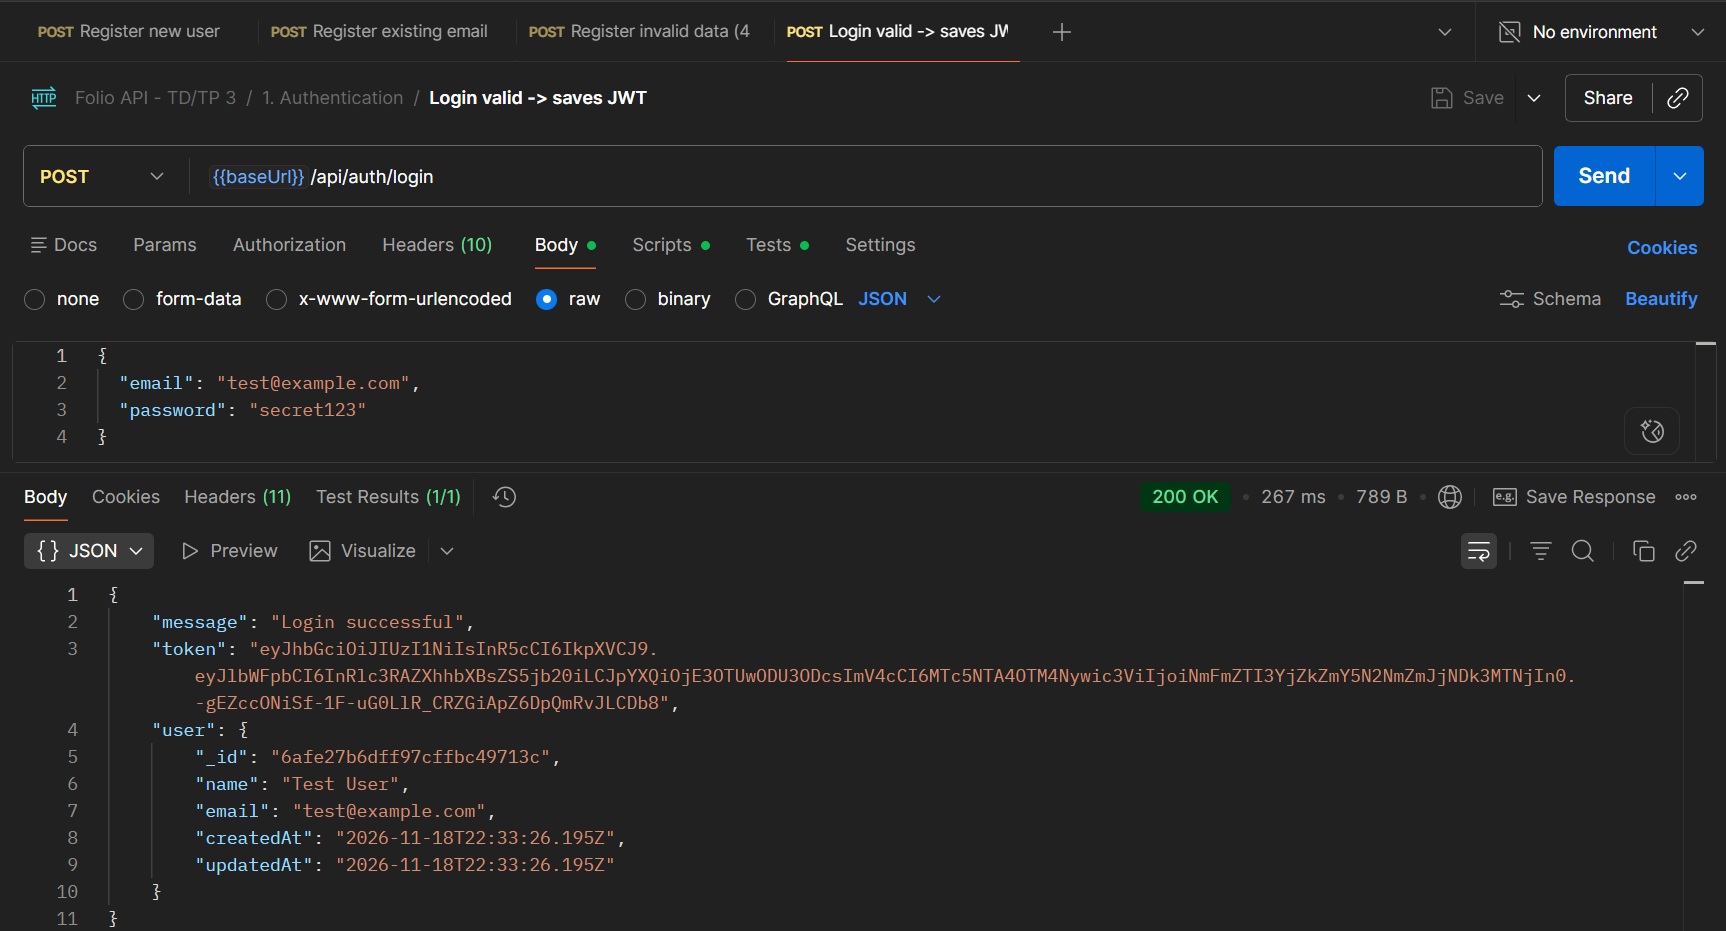 POST Register new user
POST Register existing email
POST Register invalid data (4
POST Login valid -> saves JW
No environment
HTTP Folio API - TD/TP 3 / 1. Authentication / Login valid -> saves JWT
Save
Share
POST
{{baseUrl}} /api/auth/login
Send
Docs
Params
Authorization
Headers (10)
Body
Scripts
Tests
Settings
Cookies
none
form-data
x-www-form-urlencoded
raw
binary
GraphQL
JSON
Schema
Beautify
1 {
2 "email": "test@example.com",
3 "password": "secret123"
4 }
Body
Cookies
Headers (11)
Test Results (1/1)
200 OK
267 ms
789 B
e.g. Save Response
{} JSON
Preview
Visualize
1 {
2 "message": "Login successful",
3 "token": "eyJhbGciOiJIUzI1NiIsInR5cCI6IkpXVCJ9.
eyJlbWFpbCI6InRlc3RAZXhhbXBsZS5jb20iLCJpYXQiOjE3OTUwODU3ODcsImV4cCI6MTc5NTA4OTM4Nywic3ViIjoiNmFmZTI3YjZkZmY5N2NmZmJjNDk3MTNjIn0.
-gEZccONiSf-1F-uG0LlR_CRZGiApZ6DpQmRvJLCDb8",
4 "user": {
5 "_id": "6afe27b6dff97cffbc49713c",
6 "name": "Test User",
7 "email": "test@example.com",
8 "createdAt": "2026-11-18T22:33:26.195Z",
9 "updatedAt": "2026-11-18T22:33:26.195Z"
10 }
11 }